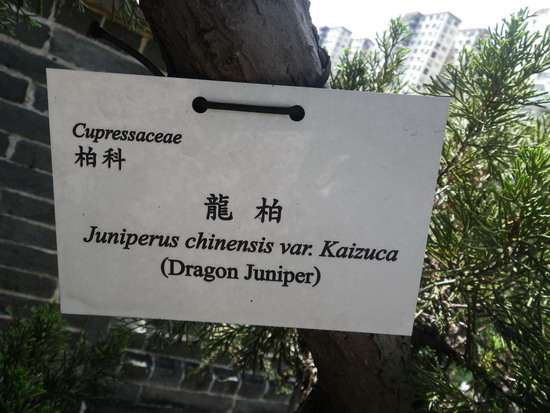 Cupressaceae
柏科
龍柏
Juniperus chinensis var. Kaizuca
(Dragon Juniper)